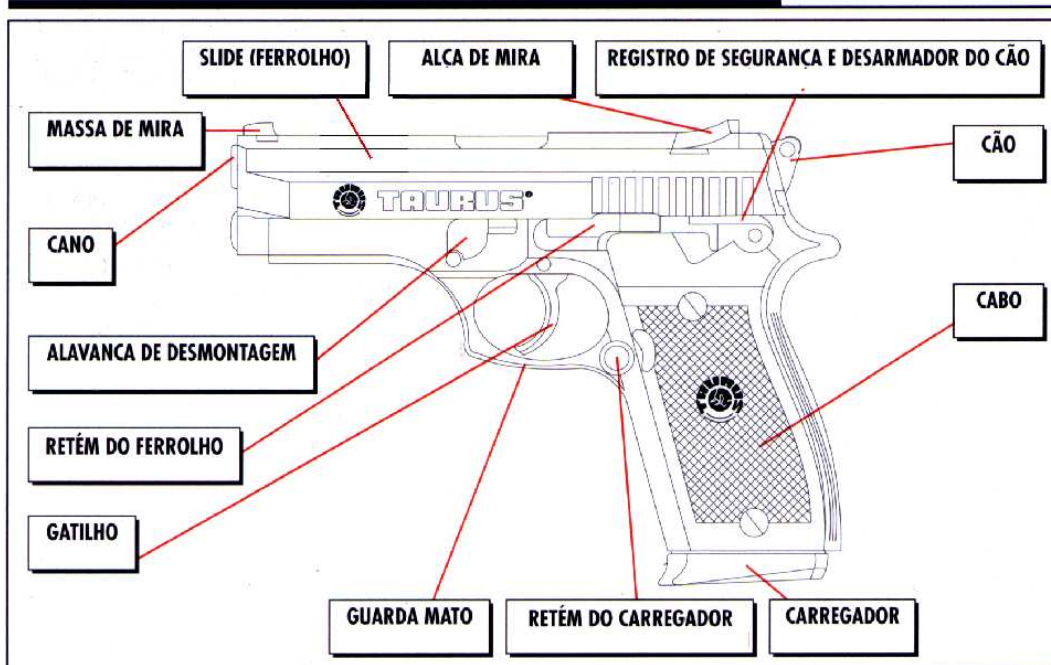 SLIDE (FERROLHO)
ALÇA DE MIRA
REGISTRO DE SEGURANÇA E DESARMADOR DO CÃO
MASSA DE MIRA
CÃO
TAURUS
CANO
CABO
ALAVANCA DE DESMONTAGEM
TAURUS
RETÉM DO FERROLHO
GATILHO
GUARDA MATO
RETÉM DO CARREGADOR
CARREGADOR